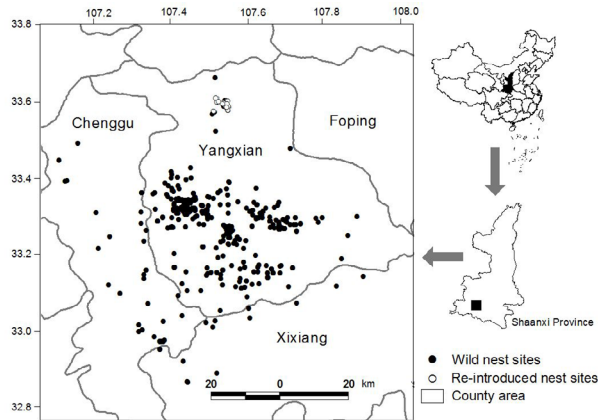 107.2 107.4 107.6 107.8 108.0
33.8
33.6
Chenggu
Foping
Yangxian
33.4
33.2
Shaanxi Province
33.0
Xixiang
Wild nest sites
Re-introduced nest sites
County area
20 0 20 km
32.8